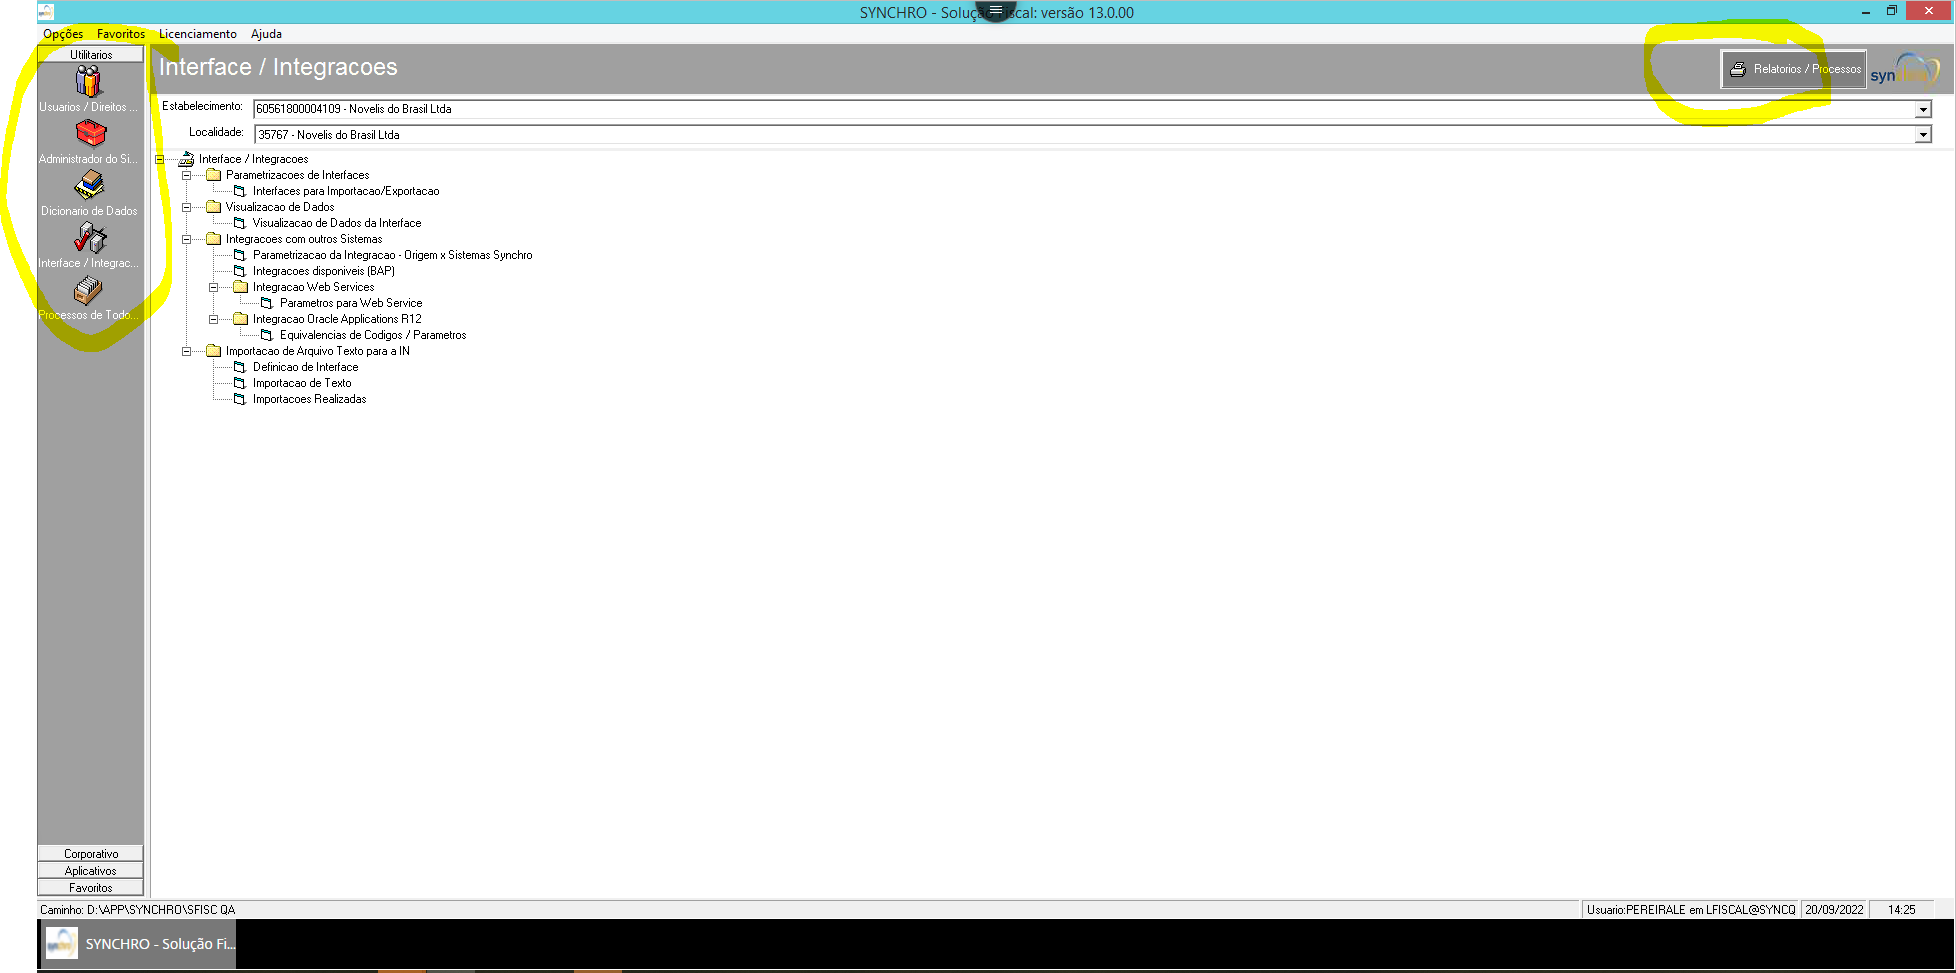 SYNCHRO - Solução Fiscal: versão 13.0.00
Opções Favoritos Licenciamento Ajuda
Utilitarios
Usuarios / Direitos ...
Administrador do Si...
Dicionario de Dados
Interface / Integrac...
Processos de Todo...
Corporativo
Aplicativos
Favoritos
Interface / Integracoes
Relatorios / Processos
synchro
Estabelecimento: 60561800004109 - Novelis do Brasil Ltda
Localidade: 35767 - Novelis do Brasil Ltda
Interface / Integracoes
Parametrizacoes de Interfaces
Interfaces para Importacao/Exportacao
Visualizacao de Dados
Visualizacao de Dados da Interface
Integracoes com outros Sistemas
Parametrizacao da Integracao - Origem x Sistemas Synchro
Integracoes disponiveis (BAP)
Integracao Web Services
Parametros para Web Service
Integracao Oracle Applications R12
Equivalencias de Codigos / Parametros
Importacao de Arquivo Texto para a IN
Definicao de Interface
Importacao de Texto
Importacoes Realizadas
Caminho: D:\APP\SYNCHRO\SFISC QA
Usuario:PEREIRALE em LFISCAL@SYNCQ 20/09/2022 14:25
SYNCHRO - Solução Fi...